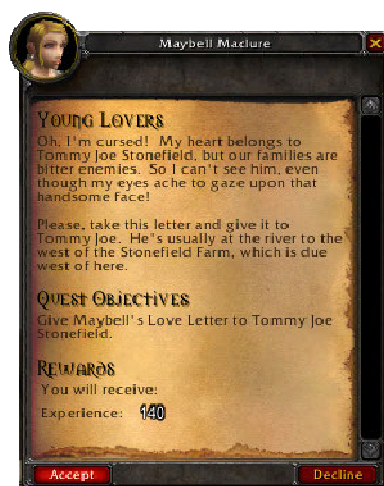 Maybell Maclure
Young Lovers
Oh, I'm cursed! My heart belongs to
Tommy Joe Stonefield, but our families are
bitter enemies. So I can't see him, even
though my eyes ache to gaze upon that
handsome face!
Please, take this letter and give it to
Tommy Joe. He's usually at the river to the
west of the Stonefield Farm, which is due
west of here.
Quest Objectives
Give Maybell's Love Letter to Tommy Joe
Stonefield.
Rewards
You will receive:
Experience: 140
Accept
Decline